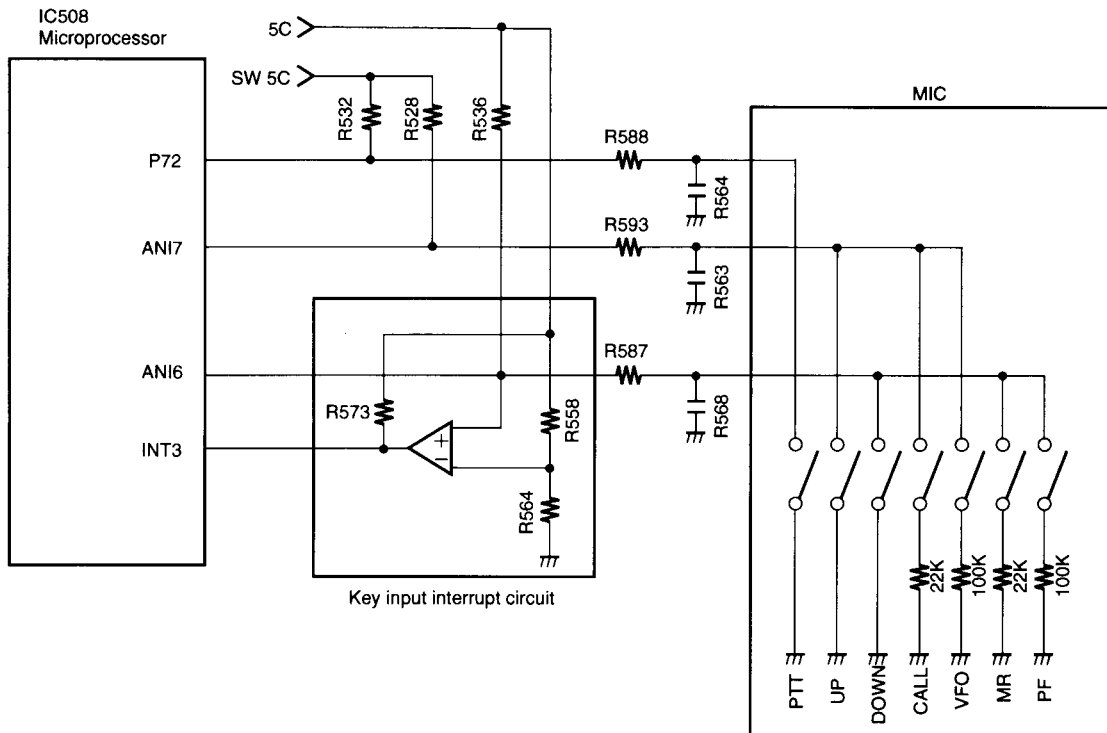 IC508
Microprocessor
5C
SW 5C
MIC
R532
R528
R536
P72
R588
R564
ANI7
R593
R563
ANI6
R587
R568
R573
R558
INT3
+
−
R564
22K
100K
22K
100K
Key input interrupt circuit
PTT
UP
DOWN
CALL
VFO
MR
PF